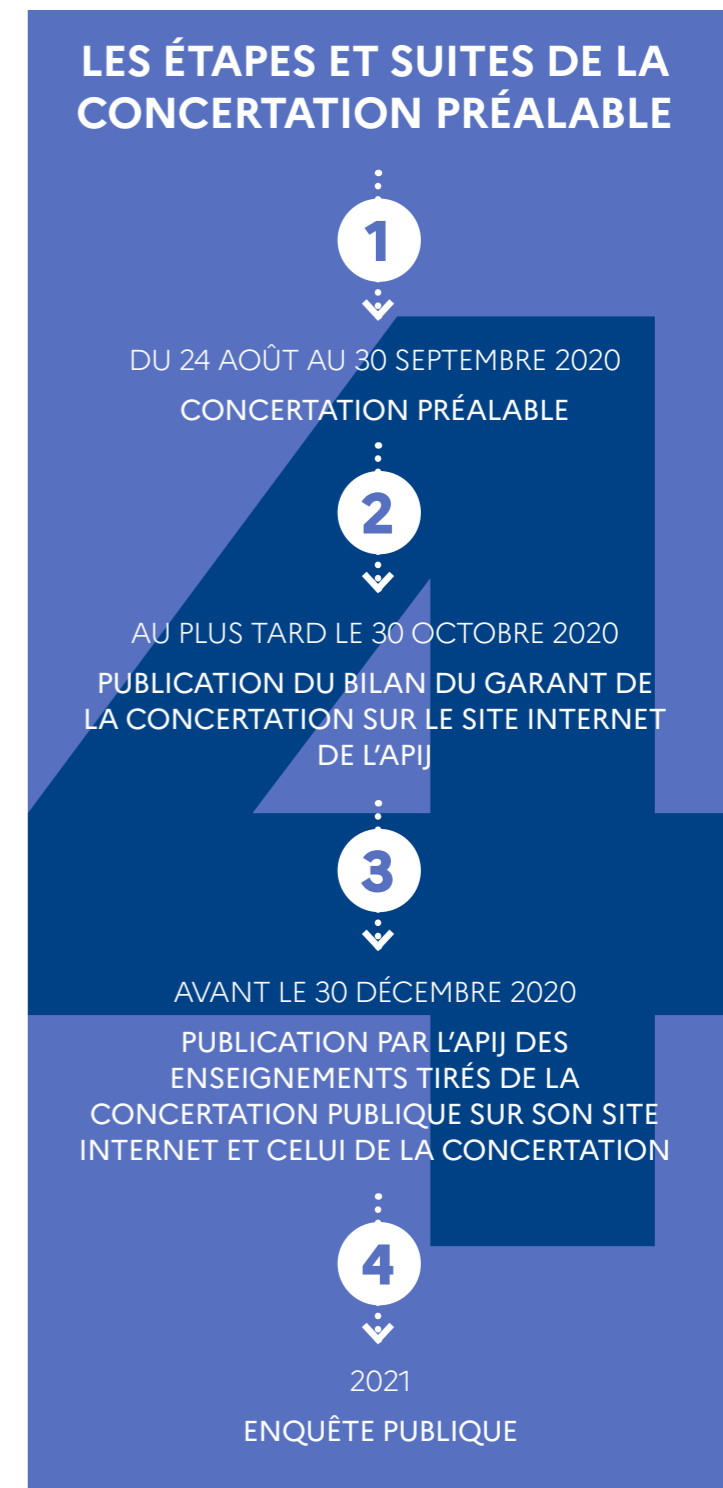 LES ÉTAPES ET SUITES DE LA
CONCERTATION PRÉALABLE
1
DU 24 AOÛT AU 30 SEPTEMBRE 2020
CONCERTATION PRÉALABLE
2
AU PLUS TARD LE 30 OCTOBRE 2020
PUBLICATION DU BILAN DU GARANT DE
LA CONCERTATION SUR LE SITE INTERNET
DE L'APIJ
3
AVANT LE 30 DÉCEMBRE 2020
PUBLICATION PAR L'APIJ DES
ENSEIGNEMENTS TIRÉS DE LA
CONCERTATION PUBLIQUE SUR SON SITE
INTERNET ET CELUI DE LA CONCERTATION
4
2021
ENQUÊTE PUBLIQUE
4